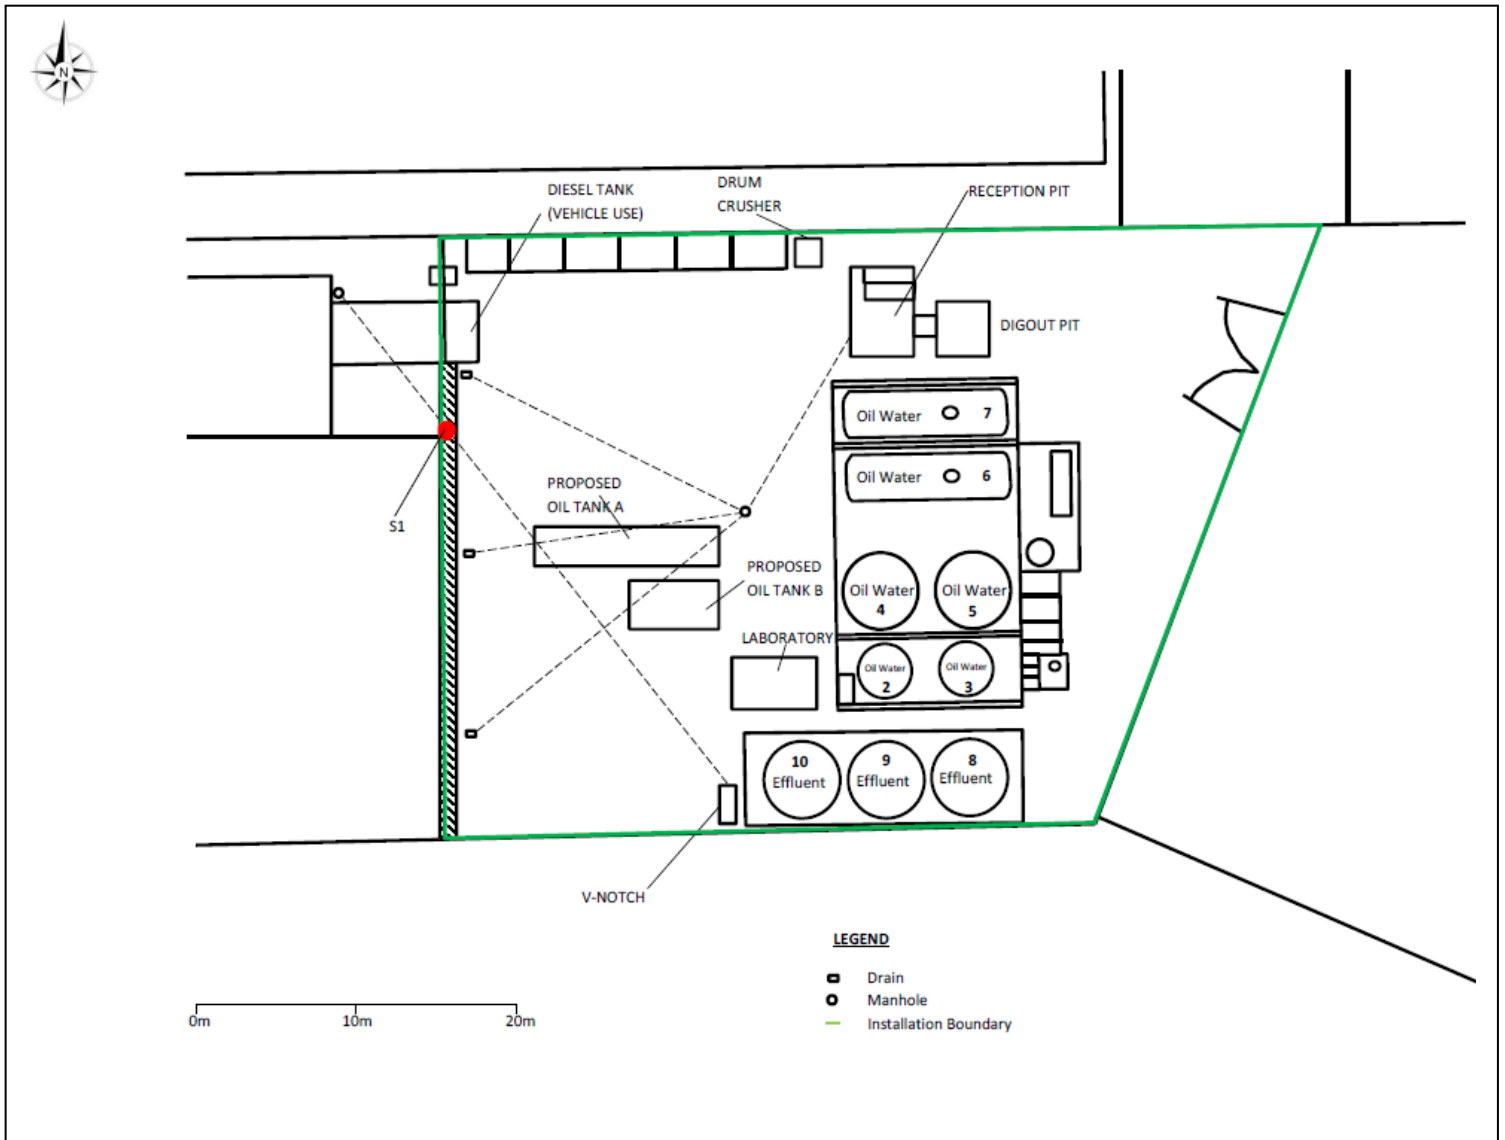 N
DIESEL TANK
(VEHICLE USE)
DRUM
CRUSHER
RECEPTION PIT
DIGOUT PIT
Oil Water 7
Oil Water 6
S1
PROPOSED
OIL TANK A
PROPOSED
OIL TANK B
Oil Water
4
Oil Water
5
LABORATORY
Oil Water
2
Oil Water
3
10
Effluent
9
Effluent
8
Effluent
V-NOTCH
LEGEND
Drain
Manhole
Installation Boundary
0m 10m 20m